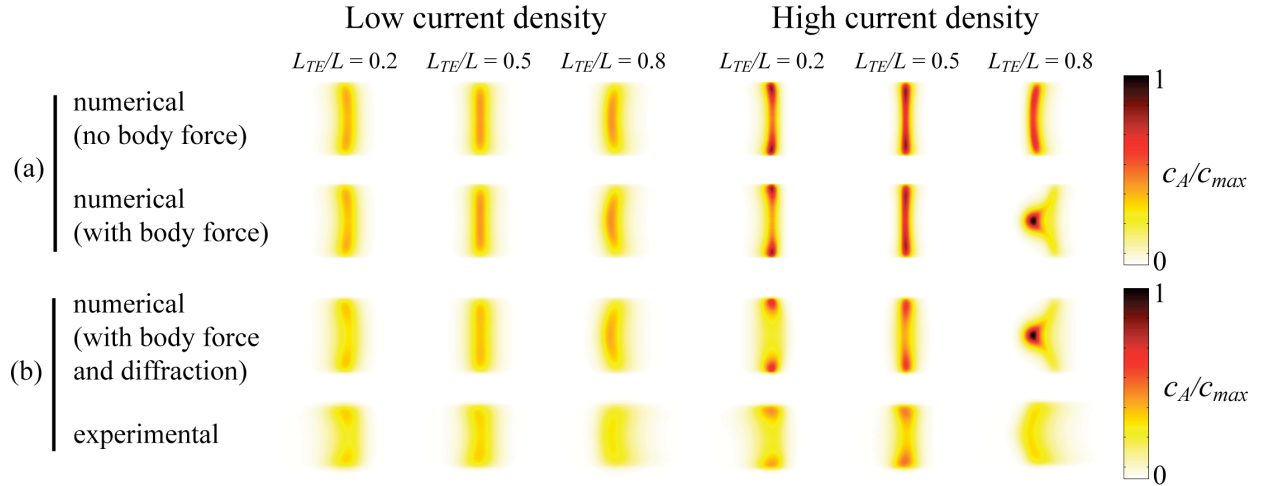 Low current density
High current density
L_TE/L = 0.2
L_TE/L = 0.5
L_TE/L = 0.8
L_TE/L = 0.2
L_TE/L = 0.5
L_TE/L = 0.8
(a)
numerical
(no body force)
numerical
(with body force)
1
c_A/c_max
0
(b)
numerical
(with body force
and diffraction)
experimental
1
c_A/c_max
0